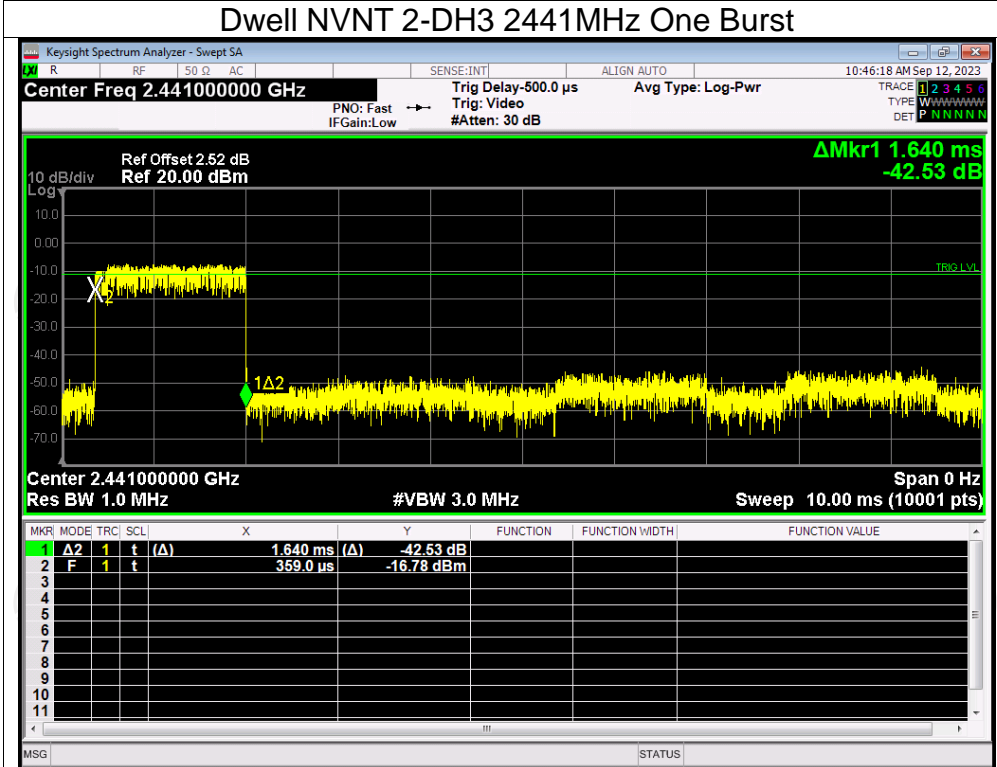 Dwell NVNT 2-DH3 2441MHz One Burst
Keysight Spectrum Analyzer - Swept SA
LXI R RF 50 Ω AC SENSE:INT ALIGN AUTO 10:46:18 AM Sep 12, 2023
Center Freq 2.441000000 GHz Trig Delay-500.0 µs Avg Type: Log-Pwr TRACE 1 2 3 4 5 6
PNO: Fast Trig: Video TYPE WWWWWW
IFGain:Low #Atten: 30 dB DET P N N N N N
ΔMkr1 1.640 ms
-42.53 dB
Ref Offset 2.52 dB
10 dB/div Ref 20.00 dBm
Log
10.0
0.00
-10.0
TRIG LVL
-20.0
X2
-30.0
-40.0
-50.0
1Δ2
-60.0
-70.0
Center 2.441000000 GHz Span 0 Hz
Res BW 1.0 MHz #VBW 3.0 MHz Sweep 10.00 ms (10001 pts)
MKR MODE TRC SCL X Y FUNCTION FUNCTION WIDTH FUNCTION VALUE
1 Δ2 1 t (Δ) 1.640 ms (Δ) -42.53 dB
2 F 1 t 359.0 µs -16.78 dBm
3
4
5
6
7
8
9
10
11
MSG STATUS